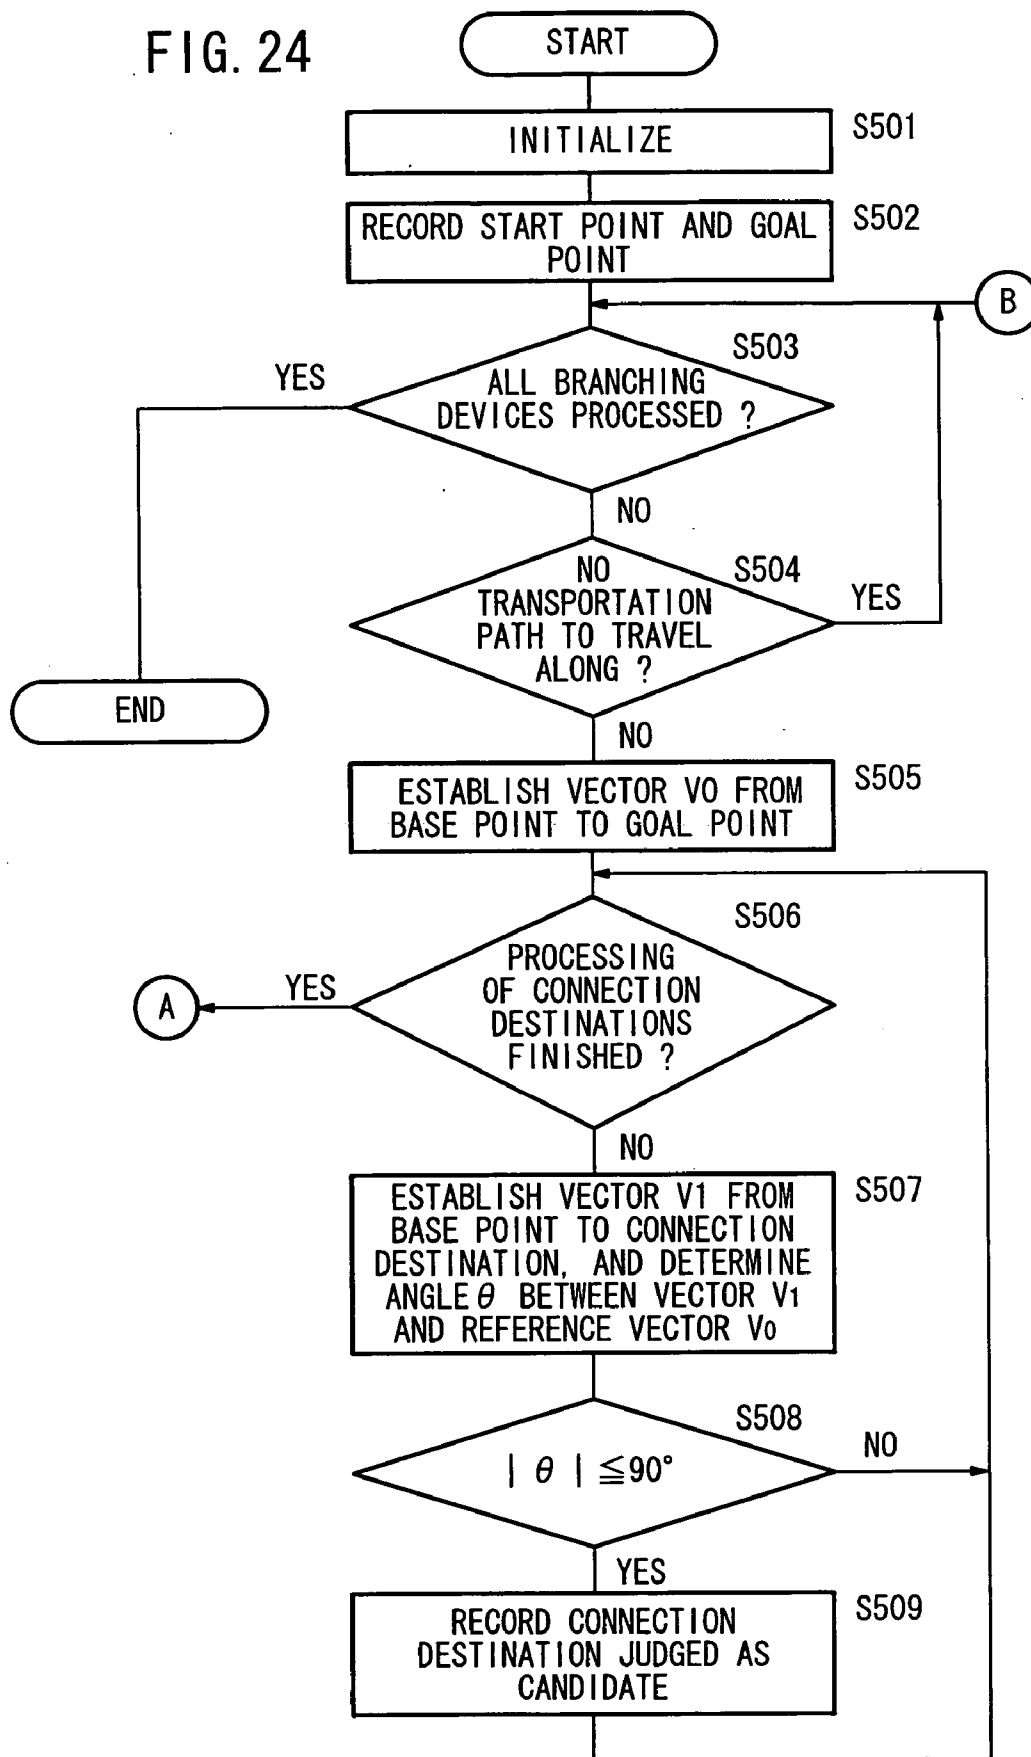 FIG. 24
START
INITIALIZE
S501
RECORD START POINT AND GOAL
POINT
S502
B
S503
YES
ALL BRANCHING
DEVICES PROCESSED ?
NO
S504
NO
TRANSPORTATION
PATH TO TRAVEL
ALONG ?
YES
END
NO
S505
ESTABLISH VECTOR V0 FROM
BASE POINT TO GOAL POINT
S506
PROCESSING
OF CONNECTION
DESTINATIONS
FINISHED ?
YES
A
NO
S507
ESTABLISH VECTOR V1 FROM
BASE POINT TO CONNECTION
DESTINATION, AND DETERMINE
ANGLE θ BETWEEN VECTOR V1
AND REFERENCE VECTOR V0
S508
| θ | ≦90°
NO
YES
S509
RECORD CONNECTION
DESTINATION JUDGED AS
CANDIDATE